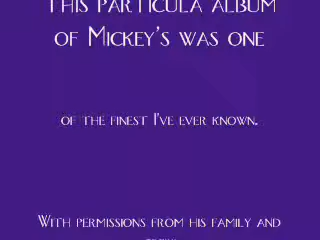 This particula album
of Mickey's was one
of the finest I've ever known.
With permissions from his family and